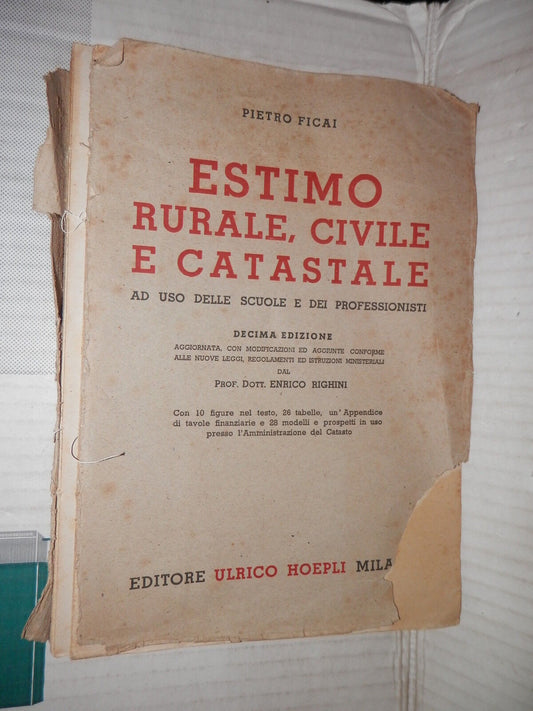 PIETRO FICAI
ESTIMO
RURALE, CIVILE
E CATASTALE
AD USO DELLE SCUOLE E DEI PROFESSIONISTI
DECIMA EDIZIONE
AGGIORNATA, CON MODIFICAZIONI ED AGGIUNTE CONFORME
ALLE NUOVE LEGGI, REGOLAMENTI ED ISTRUZIONI MINISTERIALI
DAL
PROF. DOTT. ENRICO RIGHINI
Con 10 figure nel testo, 26 tabelle, un'Appendice
di tavole finanziarie e 28 modelli e prospetti in uso
presso l'Amministrazione del Catasto
EDITORE ULRICO HOEPLI MILA